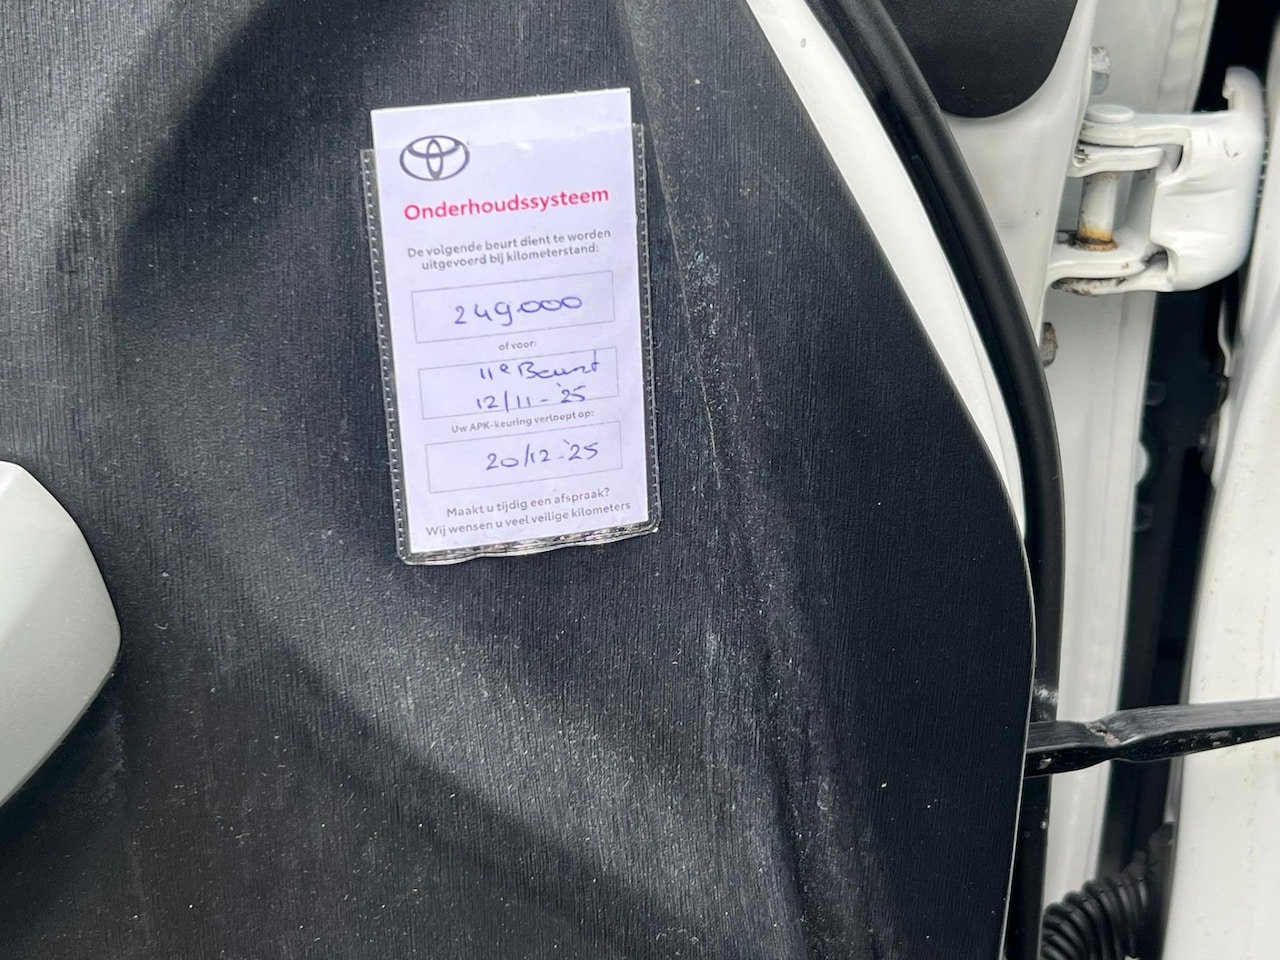 Onderhoudssysteem
De volgende beurt dient te worden
uitgevoerd bij kilometerstand:
249.000
of voor:
11e Beurt
12/11-'25
Uw APK-keuring verloopt op:
20/12-'25
Maakt u tijdig een afspraak?
Wij wensen u veel veilige kilometers